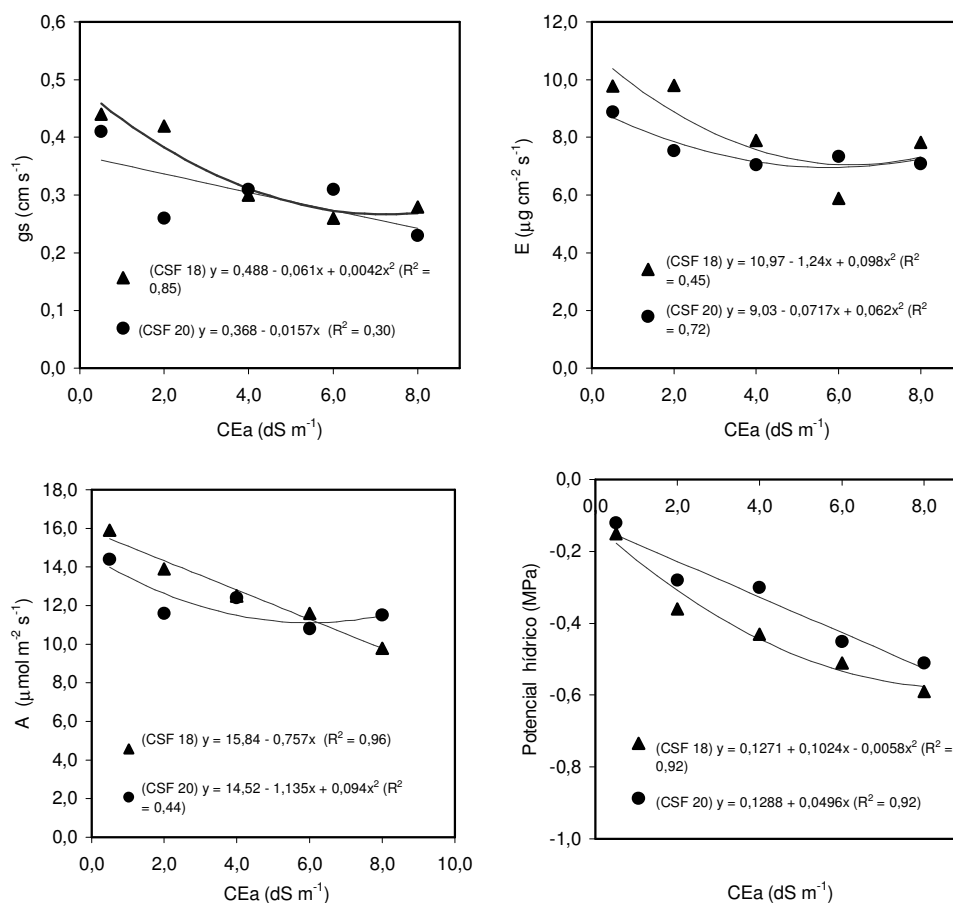 0,6
0,5
0,4
0,3
0,2
0,1
0,0
gs (cm s⁻¹)
(CSF 18) y = 0,488 - 0,061x + 0,0042x² (R² =
0,85)
(CSF 20) y = 0,368 - 0,0157x (R² = 0,30)
0,0 2,0 4,0 6,0 8,0
CEa (dS m⁻¹)
12,0
10,0
8,0
6,0
4,0
2,0
0,0
E (µg cm⁻² s⁻¹)
(CSF 18) y = 10,97 - 1,24x + 0,098x² (R²
= 0,45)
(CSF 20) y = 9,03 - 0,0717x + 0,062x² (R²
= 0,72)
0,0 2,0 4,0 6,0 8,0
CEa (dS m⁻¹)
18,0
16,0
14,0
12,0
10,0
8,0
6,0
4,0
2,0
0,0
A (µmol m⁻² s⁻¹)
(CSF 18) y = 15,84 - 0,757x (R² = 0,96)
(CSF 20) y = 14,52 - 1,135x + 0,094x² (R²
= 0,44)
0,0 2,0 4,0 6,0 8,0 10,0
CEa (dS m⁻¹)
0,0
-0,2
-0,4
-0,6
-0,8
-1,0
Potencial hídrico (MPa)
0,0 2,0 4,0 6,0 8,0
(CSF 18) y = 0,1271 + 0,1024x - 0,0058x² (R² =
0,92)
(CSF 20) y = 0,1288 + 0,0496x (R² = 0,92)
CEa (dS m⁻¹)